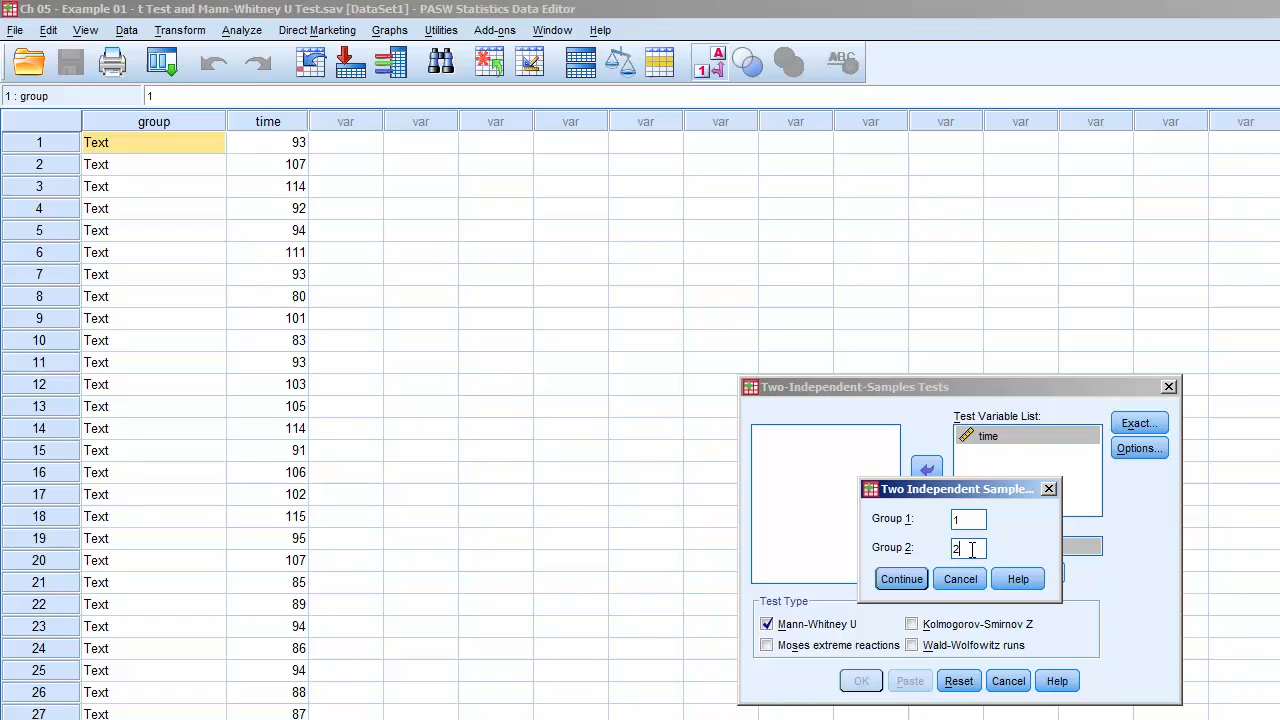 Ch 05 - Example 01 - t Test and Mann-Whitney U Test.sav [DataSet1] - PASW Statistics Data Editor
File Edit View Data Transform Analyze Direct Marketing Graphs Utilities Add-ons Window Help
1 A ABC
1 : group 1
group time var var var var var var var var var var var var var
1 Text 93
2 Text 107
3 Text 114
4 Text 92
5 Text 94
6 Text 111
7 Text 93
8 Text 80
9 Text 101
10 Text 83
11 Text 93
12 Text 103
13 Text 105
14 Text 114
15 Text 91
16 Text 106
17 Text 102
18 Text 115
19 Text 95
20 Text 107
21 Text 85
22 Text 89
23 Text 94
24 Text 86
25 Text 94
26 Text 88
27 Text 87
Two-Independent-Samples Tests
Test Variable List:
time
Exact...
Options...
Two Independent Sample...
Group 1: 1
Group 2: 2
Continue Cancel Help
Test Type
Mann-Whitney U Kolmogorov-Smirnov Z
Moses extreme reactions Wald-Wolfowitz runs
OK Paste Reset Cancel Help